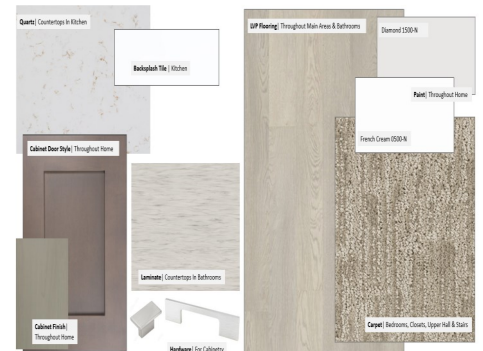 Quartz| Countertops In Kitchen
Backsplash Tile | Kitchen
Cabinet Door Style| Throughout Home
Laminate| Countertops In Bathrooms
Cabinet Finish|
Throughout Home
Hardware| For Cabinetry
LVP Flooring| Throughout Main Areas & Bathrooms
Diamond 1500-N
Paint| Throughout Home
French Cream 0500-N
Carpet| Bedrooms, Closets, Upper Hall & Stairs